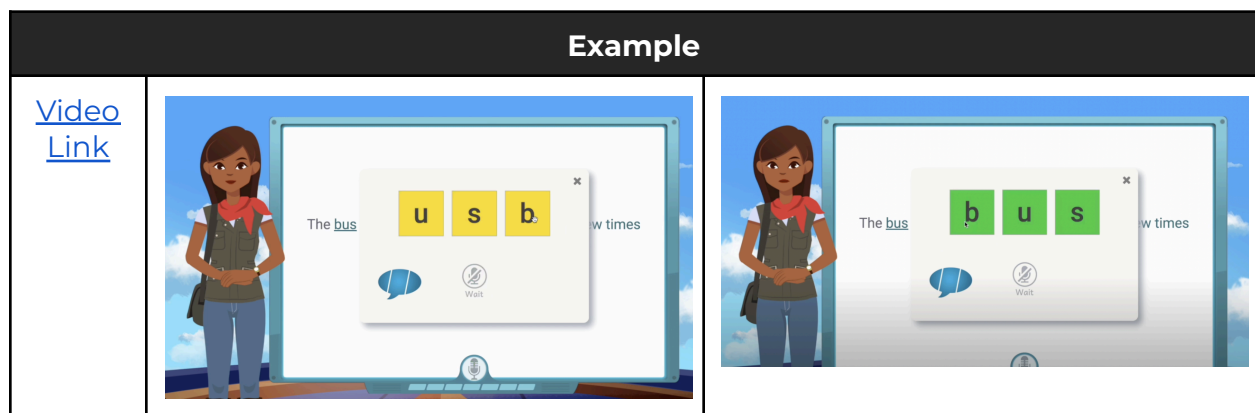 Example
Video
Link
u s b
The bus w times
Wait
b u s
The bus w times
Wait